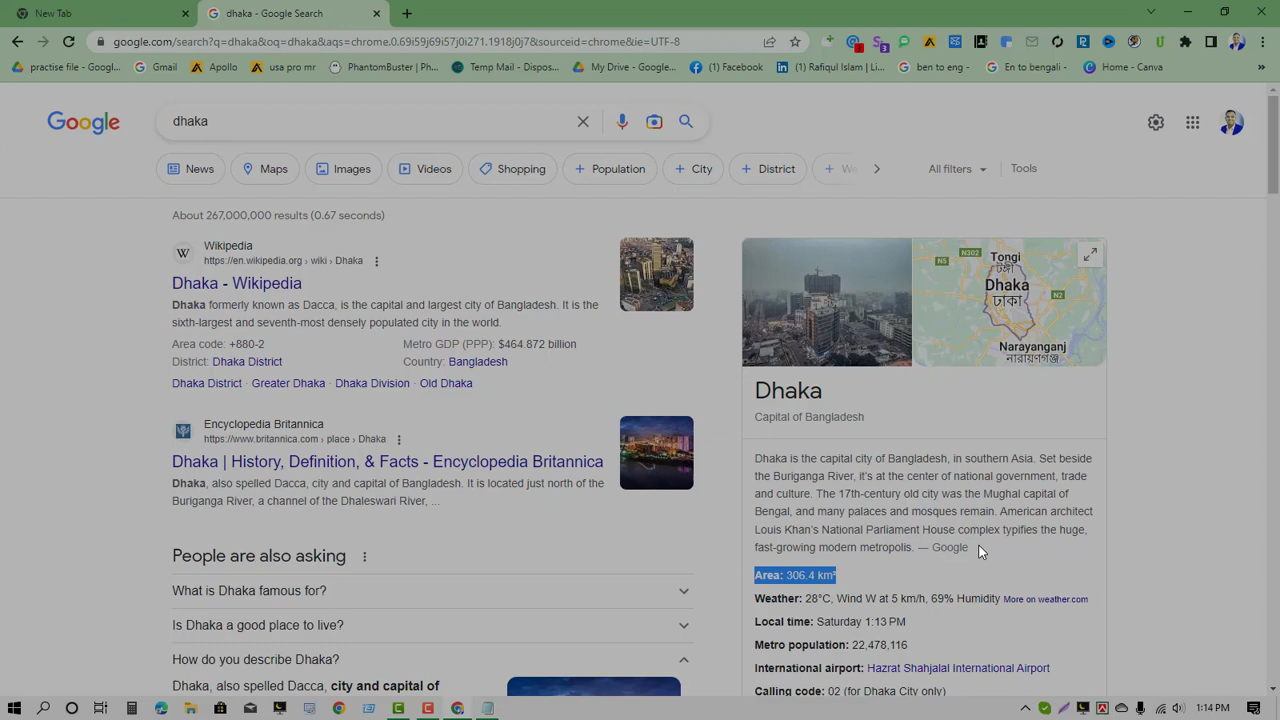 New Tab
dhaka - Google Search
google.com/search?q=dhaka&oq=dhaka&aqs=chrome.0.69i59j69i57j0i271.1918j0j7&sourceid=chrome&ie=UTF-8
practise file - Googl...
Gmail
Apollo
usa pro mr
PhantomBuster | Ph...
Temp Mail - Dispos...
My Drive - Google...
(1) Facebook
(1) Rafiqul Islam | Li...
ben to eng - Googl...
En to bengali - Goo...
Home - Canva
Google
dhaka
News
Maps
Images
Videos
Shopping
Population
City
District
We
All filters
Tools
About 267,000,000 results (0.67 seconds)
Wikipedia
https://en.wikipedia.org › wiki › Dhaka
Dhaka - Wikipedia
Dhaka formerly known as Dacca, is the capital and largest city of Bangladesh. It is the
sixth-largest and seventh-most densely populated city in the world.
Area code: +880-2
Metro GDP (PPP): $464.872 billion
District: Dhaka District
Country: Bangladesh
Dhaka District · Greater Dhaka · Dhaka Division · Old Dhaka
Encyclopedia Britannica
https://www.britannica.com › place › Dhaka
Dhaka | History, Definition, & Facts - Encyclopedia Britannica
Dhaka, also spelled Dacca, city and capital of Bangladesh. It is located just north of the
Buriganga River, a channel of the Dhaleswari River, ...
People are also asking
What is Dhaka famous for?
Is Dhaka a good place to live?
How do you describe Dhaka?
Dhaka, also spelled Dacca, city and capital of
N5
N302
Tongi
টঙ্গী
Dhaka
ঢাকা
N2
Narayanganj
নারায়ণগঞ্জ
Dhaka
Capital of Bangladesh
Dhaka is the capital city of Bangladesh, in southern Asia. Set beside
the Buriganga River, it's at the center of national government, trade
and culture. The 17th-century old city was the Mughal capital of
Bengal, and many palaces and mosques remain. American architect
Louis Khan's National Parliament House complex typifies the huge,
fast-growing modern metropolis. — Google
Area: 306.4 km²
Weather: 28°C, Wind W at 5 km/h, 69% Humidity More on weather.com
Local time: Saturday 1:13 PM
Metro population: 22,478,116
International airport: Hazrat Shahjalal International Airport
Calling code: 02 (for Dhaka City only)
1:14 PM